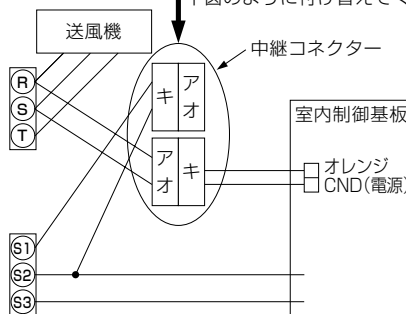 下図のように付け替えて
送風機
中継コネクター
R
S
T
キ
アオ
アオ
キ
室内制御基板
オレンジ
CND(電源)
S1
S2
S3